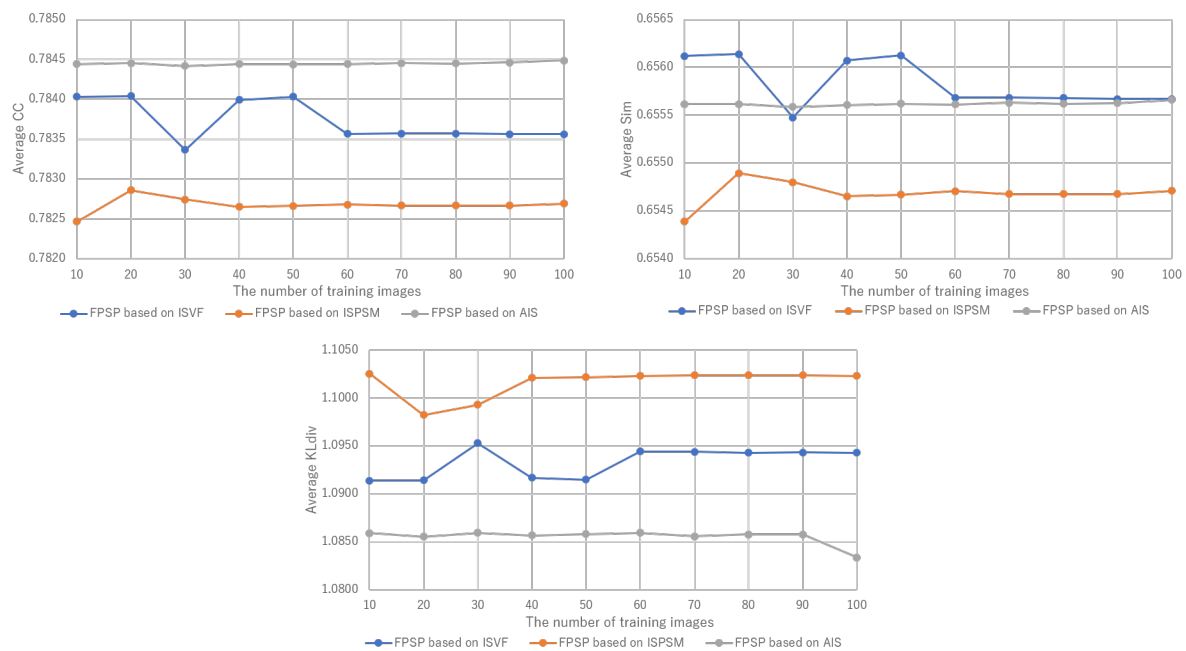 0.7850
0.7845
0.7840
0.7835
0.7830
0.7825
0.7820
Average CC
10 20 30 40 50 60 70 80 90 100
The number of training images
FPSP based on ISVF FPSP based on ISPSM FPSP based on AIS
0.6565
0.6560
0.6555
0.6550
0.6545
0.6540
Average Sim
10 20 30 40 50 60 70 80 90 100
The number of training images
FPSP based on ISVF FPSP based on ISPSM FPSP based on AIS
1.1050
1.1000
1.0950
1.0900
1.0850
1.0800
Average KLdiv
10 20 30 40 50 60 70 80 90 100
The number of training images
FPSP based on ISVF FPSP based on ISPSM FPSP based on AIS